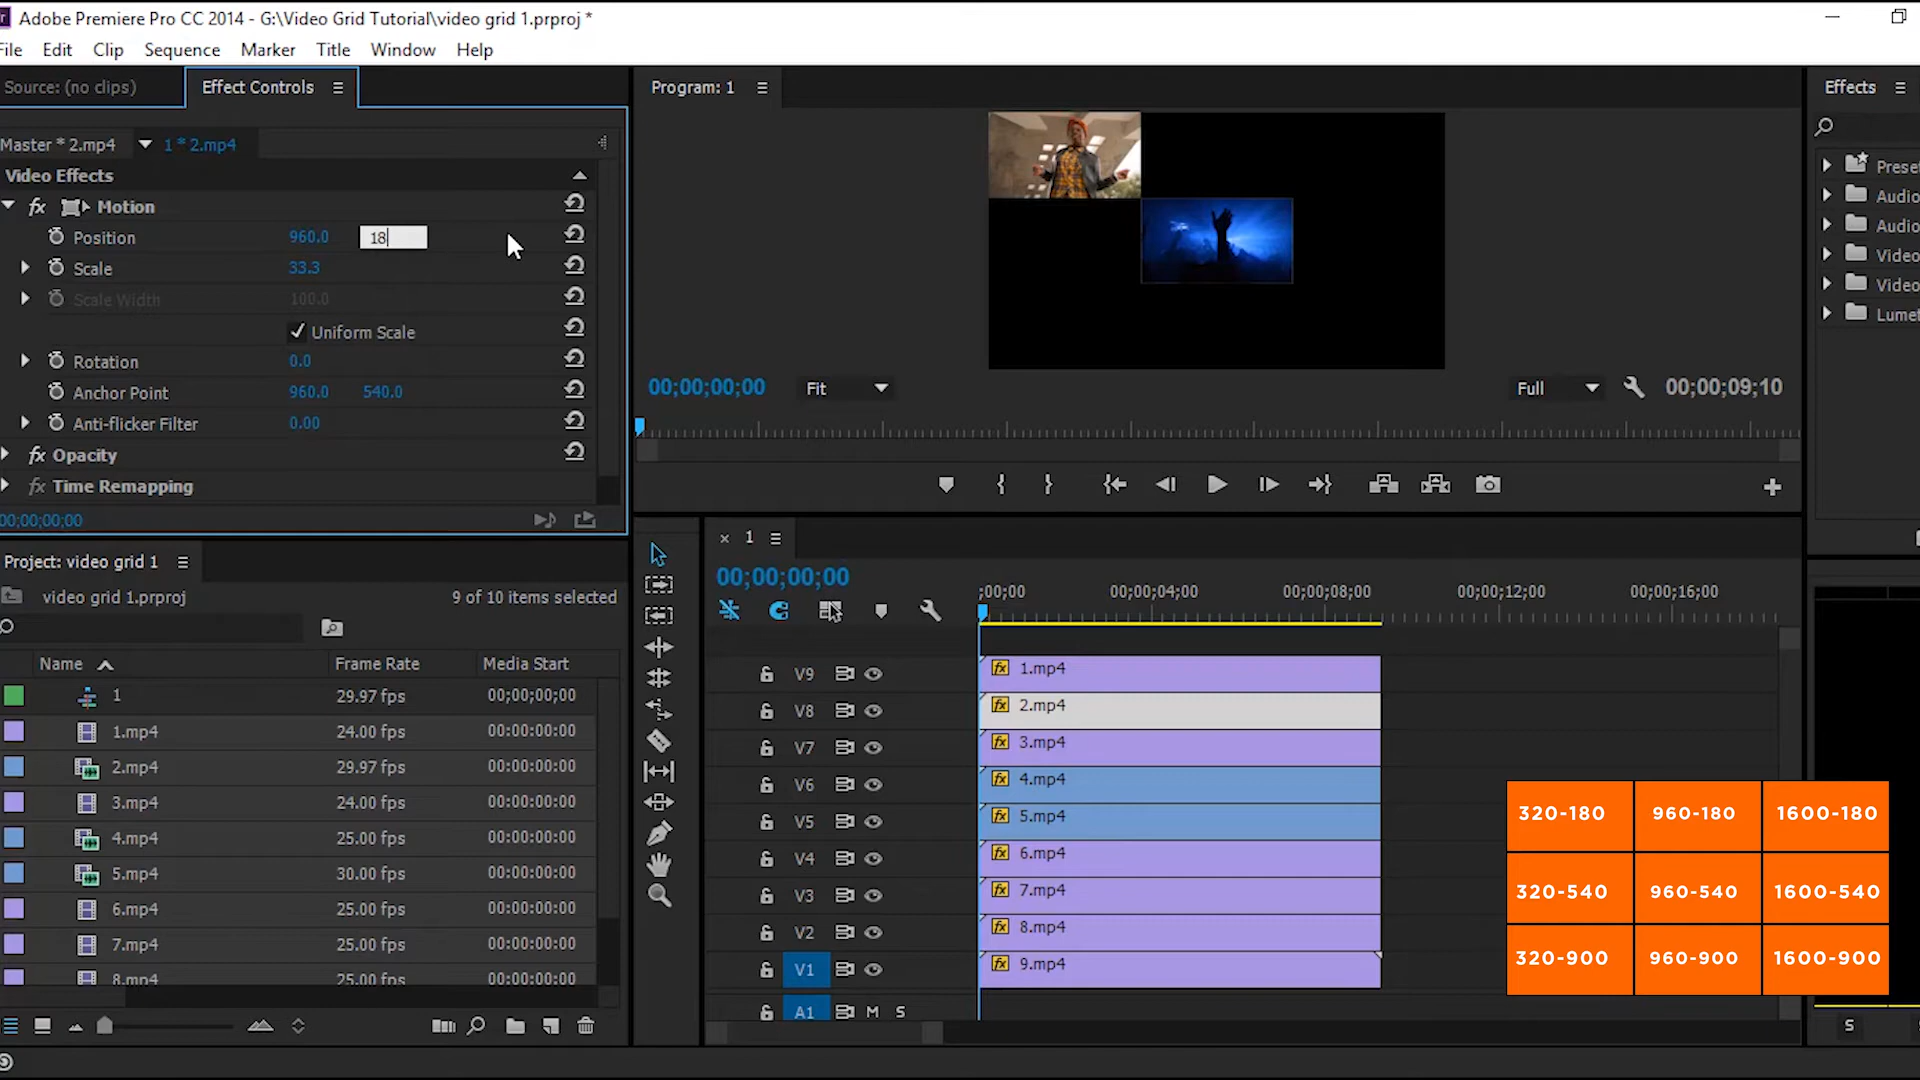 Adobe Premiere Pro CC 2014 - G:\Video Grid Tutorial\video grid 1.prproj *
File Edit Clip Sequence Marker Title Window Help
Source: (no clips)
Effect Controls
Master * 2.mp4
1 * 2.mp4
Video Effects
fx Motion
Position 960.0 18
Scale 33.3
Scale Width 100.0
Uniform Scale
Rotation 0.0
Anchor Point 960.0 540.0
Anti-flicker Filter 0.00
fx Opacity
fx Time Remapping
00;00;00;00
Program: 1
00;00;00;00 Fit Full 00;00;09;10
Effects
Preset
Audio
Audio
Video
Video
Lumet
Project: video grid 1
video grid 1.prproj 9 of 10 items selected
Name Frame Rate Media Start
1 29.97 fps 00;00;00;00
1.mp4 24.00 fps 00:00:00:00
2.mp4 29.97 fps 00:00:00:00
3.mp4 24.00 fps 00:00:00:00
4.mp4 25.00 fps 00:00:00:00
5.mp4 30.00 fps 00:00:00:00
6.mp4 25.00 fps 00:00:00:00
7.mp4 25.00 fps 00:00:00:00
8.mp4 25.00 fps 00:00:00:00
× 1
00;00;00;00
;00;00 00;00;04;00 00;00;08;00 00;00;12;00 00;00;16;00
V9 fx 1.mp4
V8 fx 2.mp4
V7 fx 3.mp4
V6 fx 4.mp4
V5 fx 5.mp4
V4 fx 6.mp4
V3 fx 7.mp4
V2 fx 8.mp4
V1 fx 9.mp4
A1 M S
320-180 960-180 1600-180
320-540 960-540 1600-540
320-900 960-900 1600-900
S